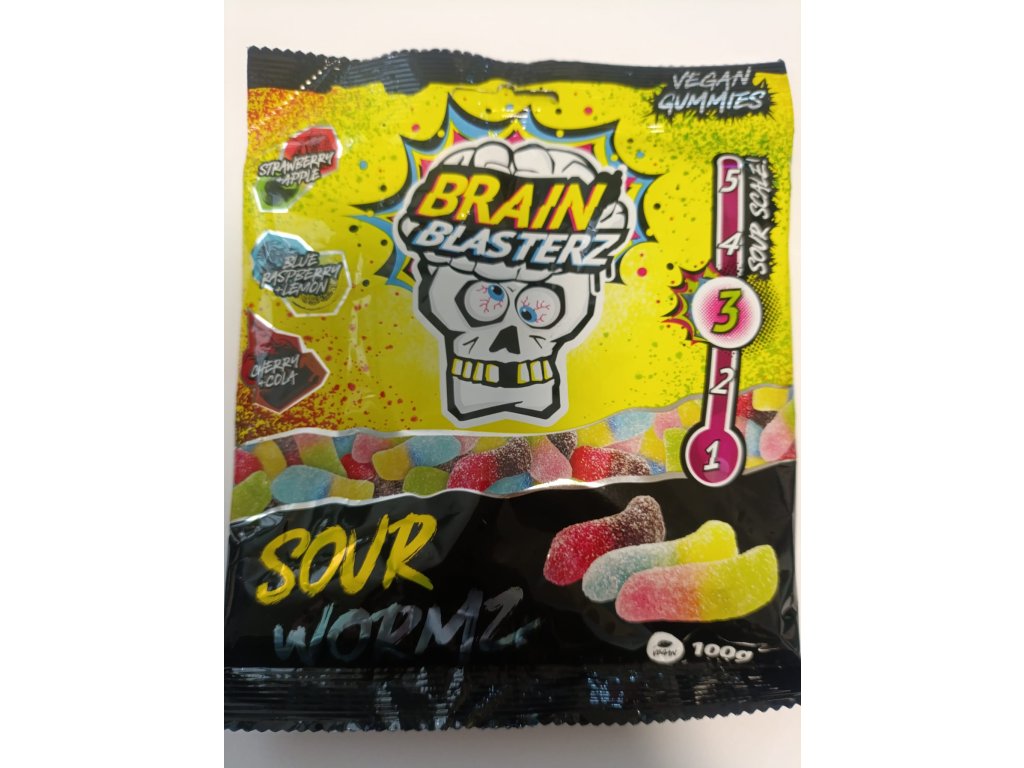 VEGAN
GUMMIES
STRAWBERRY
+APPLE
BLUE
RASPBERRY
+LEMON
CHERRY
+COLA
BRAIN
BLASTERZ
SOUR SCALE!
5
4
3
2
1
SOUR
WORMZ
VEGAN
100g